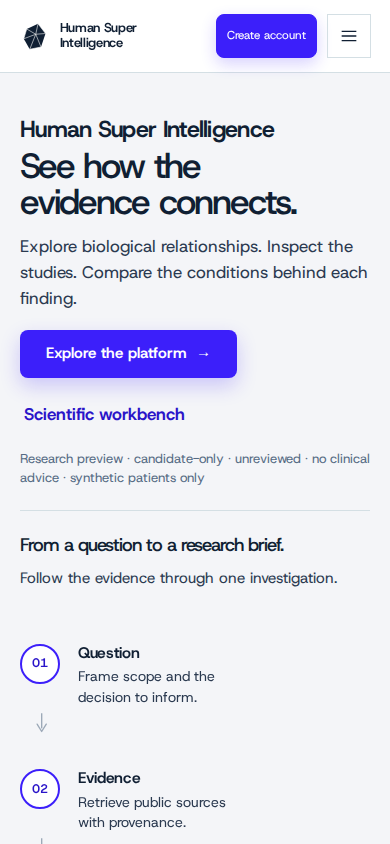 Human Super
Intelligence
Create account
Human Super Intelligence
See how the
evidence connects.
Explore biological relationships. Inspect the
studies. Compare the conditions behind each
finding.
Explore the platform →
Scientific workbench
Research preview · candidate-only · unreviewed · no clinical
advice · synthetic patients only
From a question to a research brief.
Follow the evidence through one investigation.
01
Question
Frame scope and the
decision to inform.
02
Evidence
Retrieve public sources
with provenance.